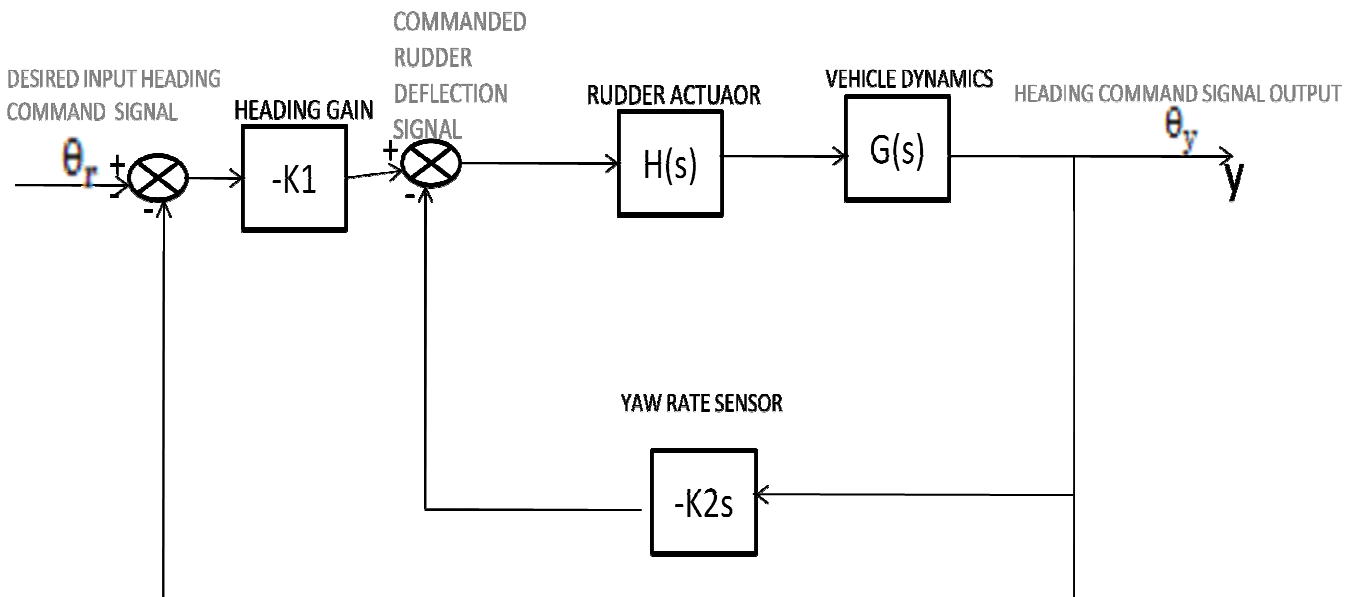 COMMANDED
RUDDER
DEFLECTION
SIGNAL
DESIRED INPUT HEADING
COMMAND SIGNAL
HEADING GAIN
RUDDER ACTUAOR
VEHICLE DYNAMICS
HEADING COMMAND SIGNAL OUTPUT
θr
+
-
-
-K1
+
-
H(s)
G(s)
θy
y
YAW RATE SENSOR
-K2s